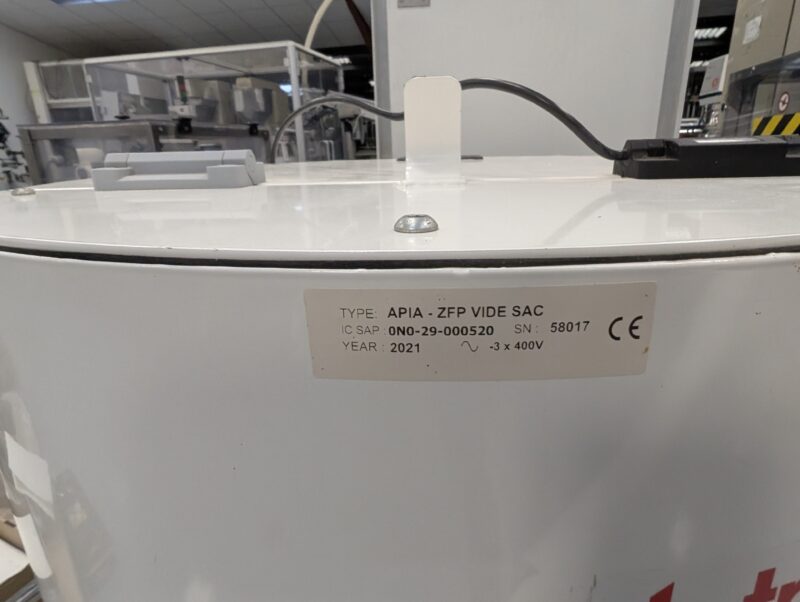 TYPE: APIA - ZFP VIDE SAC
IC SAP : 0N0-29-000520 SN : 58017 CE
YEAR : 2021 ~ -3 x 400V